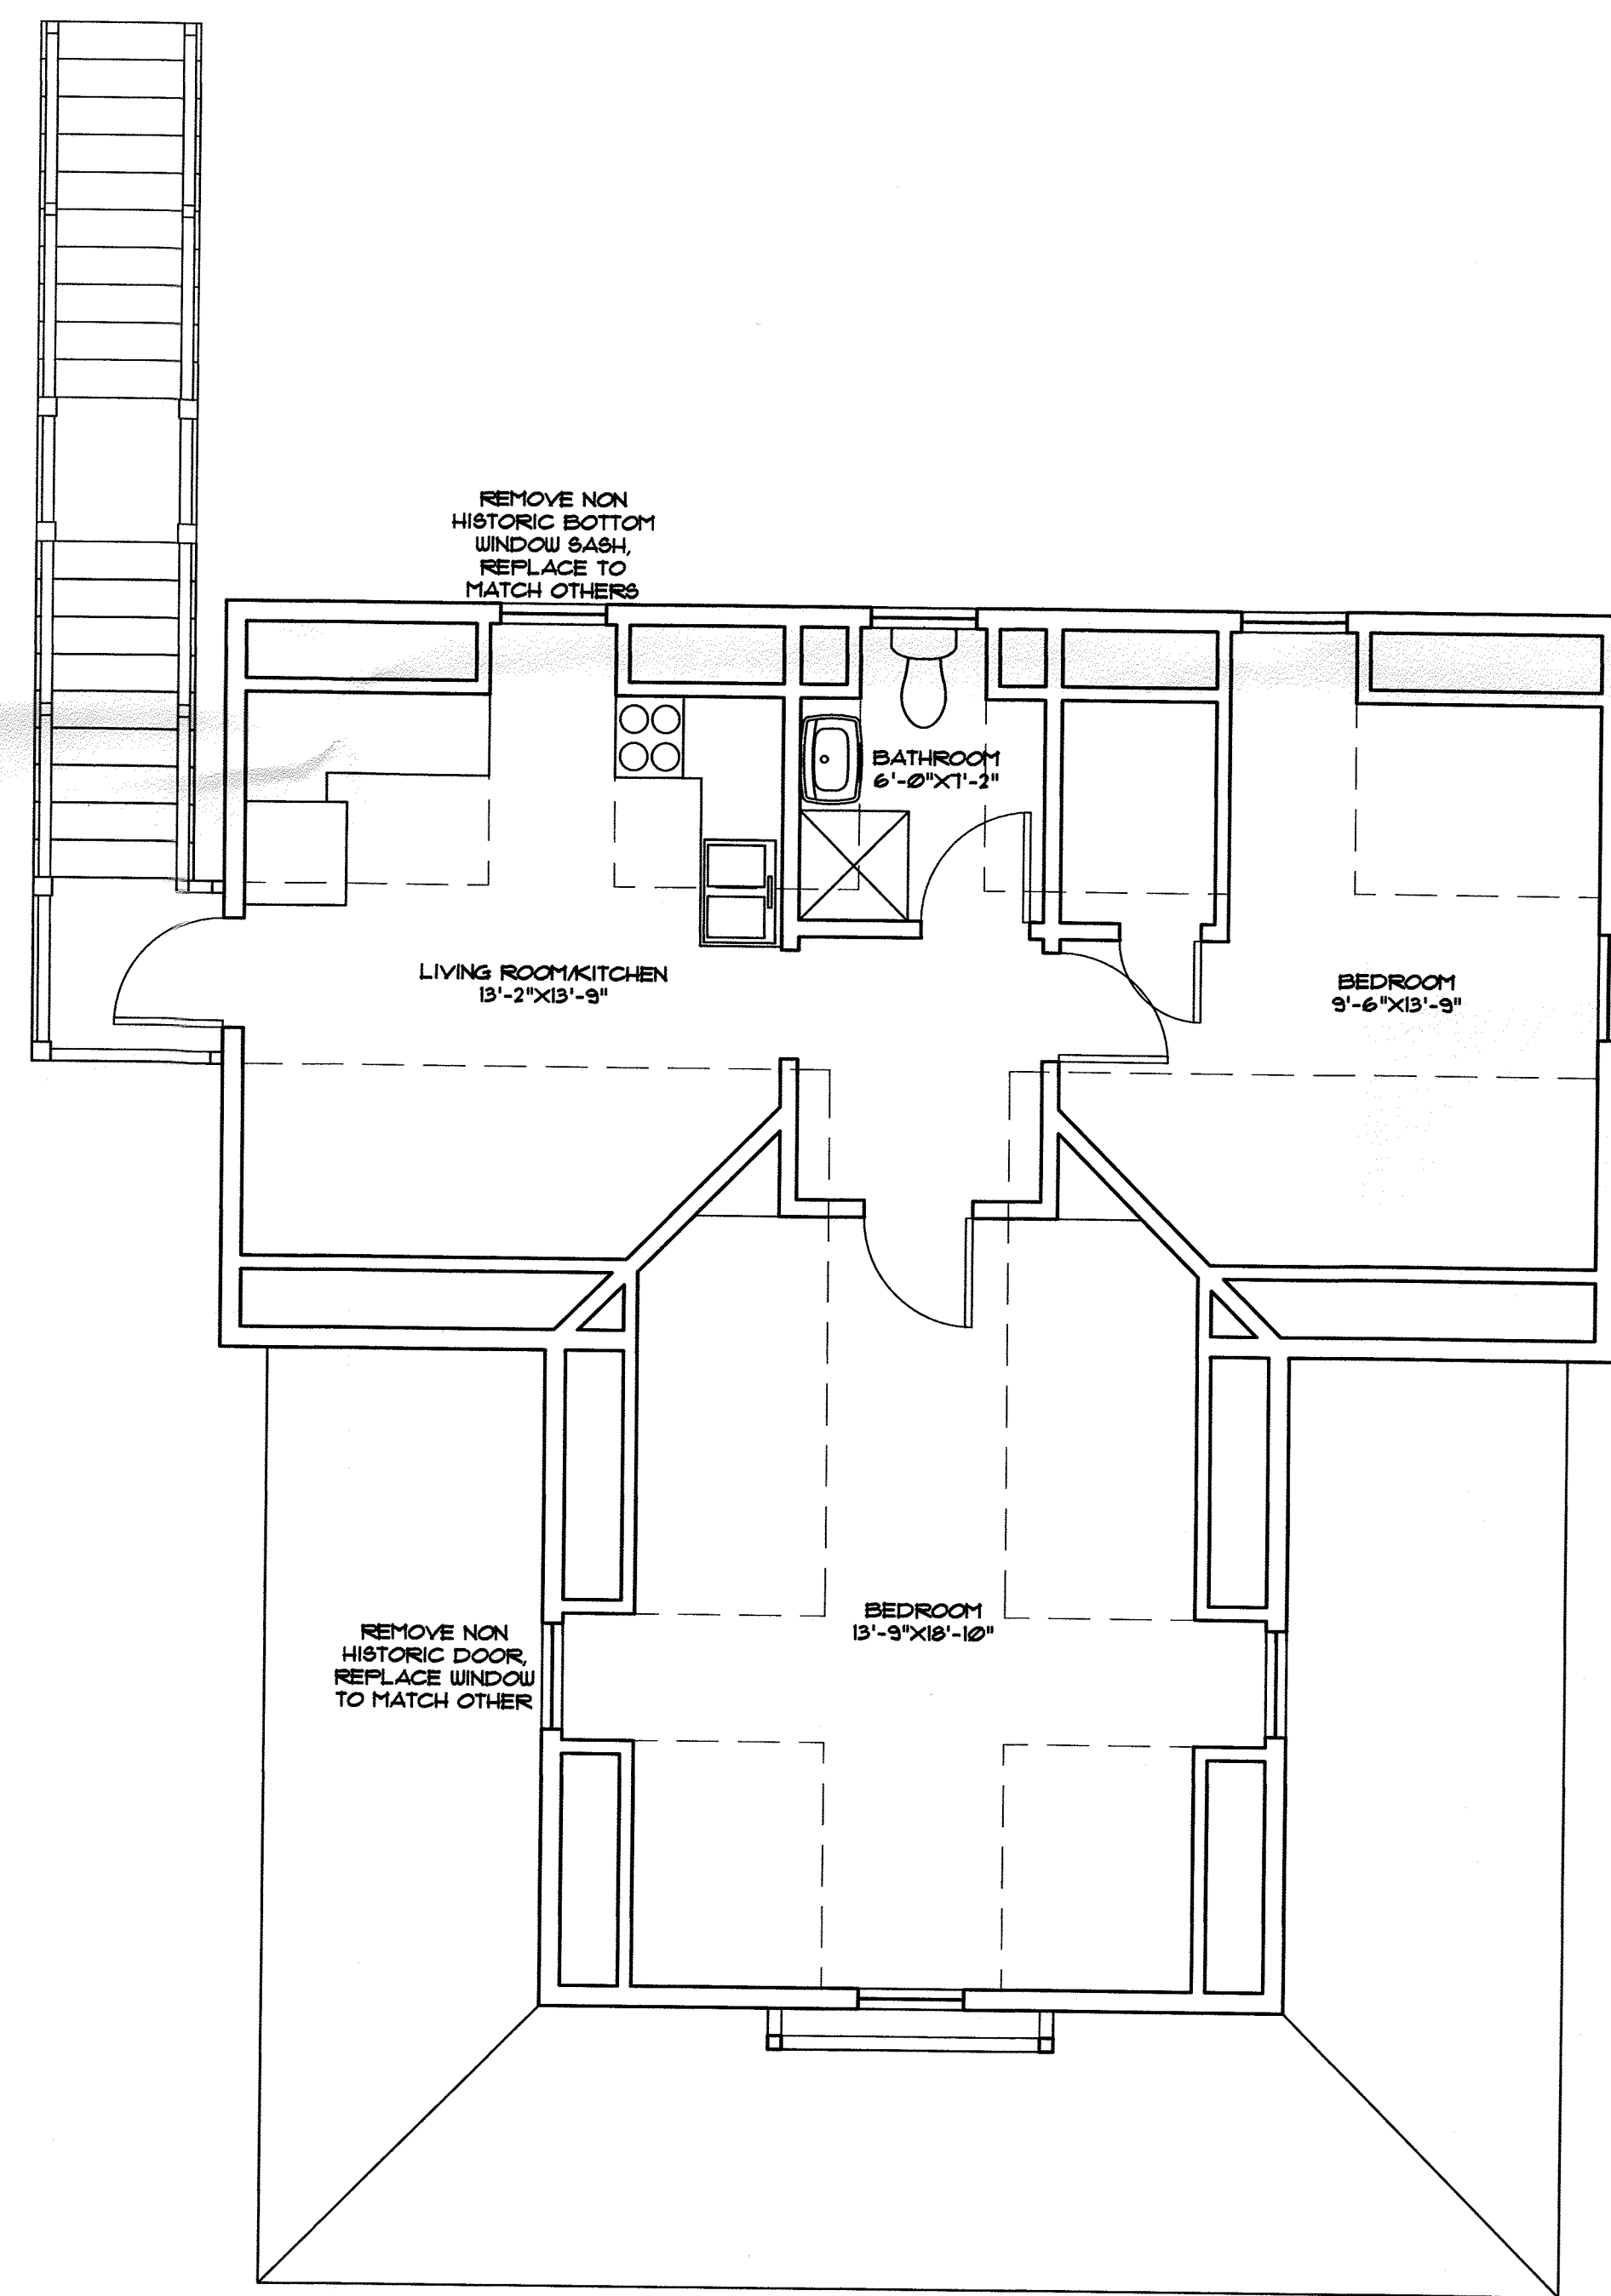 REMOVE NON
HISTORIC BOTTOM
WINDOW SASH,
REPLACE TO
MATCH OTHERS
BATHROOM
6'-0"X7'-2"
LIVING ROOM/KITCHEN
13'-2"X13'-9"
BEDROOM
9'-6"X13'-9"
BEDROOM
13'-9"X18'-10"
REMOVE NON
HISTORIC DOOR,
REPLACE WINDOW
TO MATCH OTHER